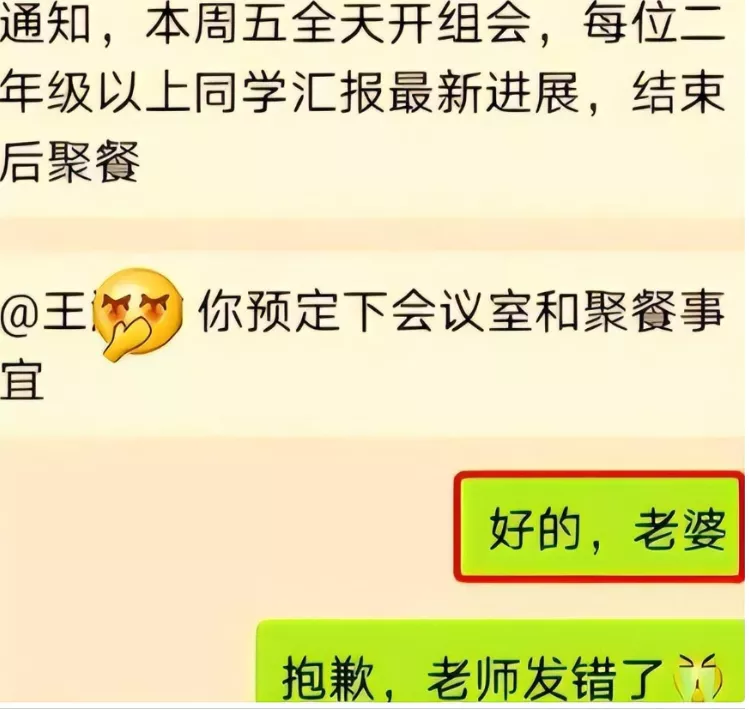 通知，本周五全天开组会，每位二
年级以上同学汇报最新进展，结束
后聚餐
@王 你预定下会议室和聚餐事
宜
好的，老婆
抱歉，老师发错了